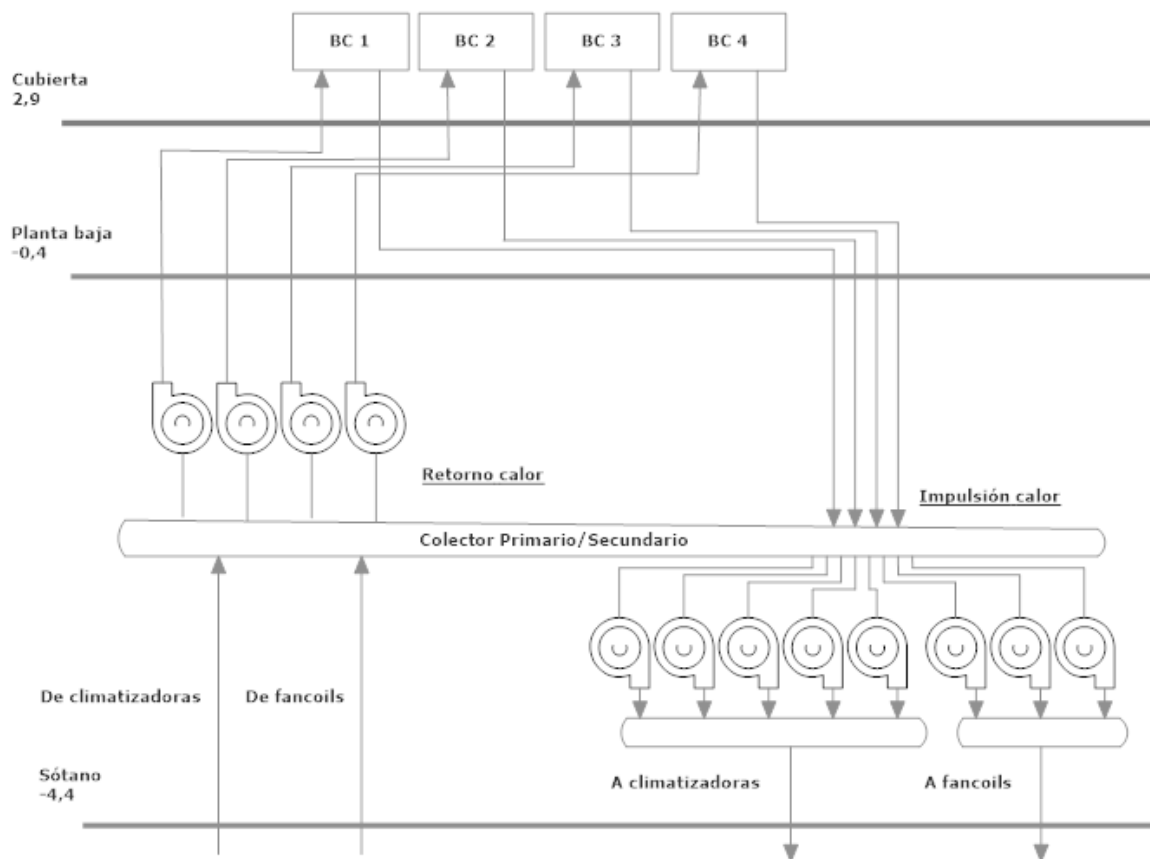 BC 1
BC 2
BC 3
BC 4
Cubierta
2,9
Planta baja
-0,4
Retorno calor
Impulsión calor
Colector Primario/Secundario
De climatizadoras
De fancoils
Sótano
-4,4
A climatizadoras
A fancoils